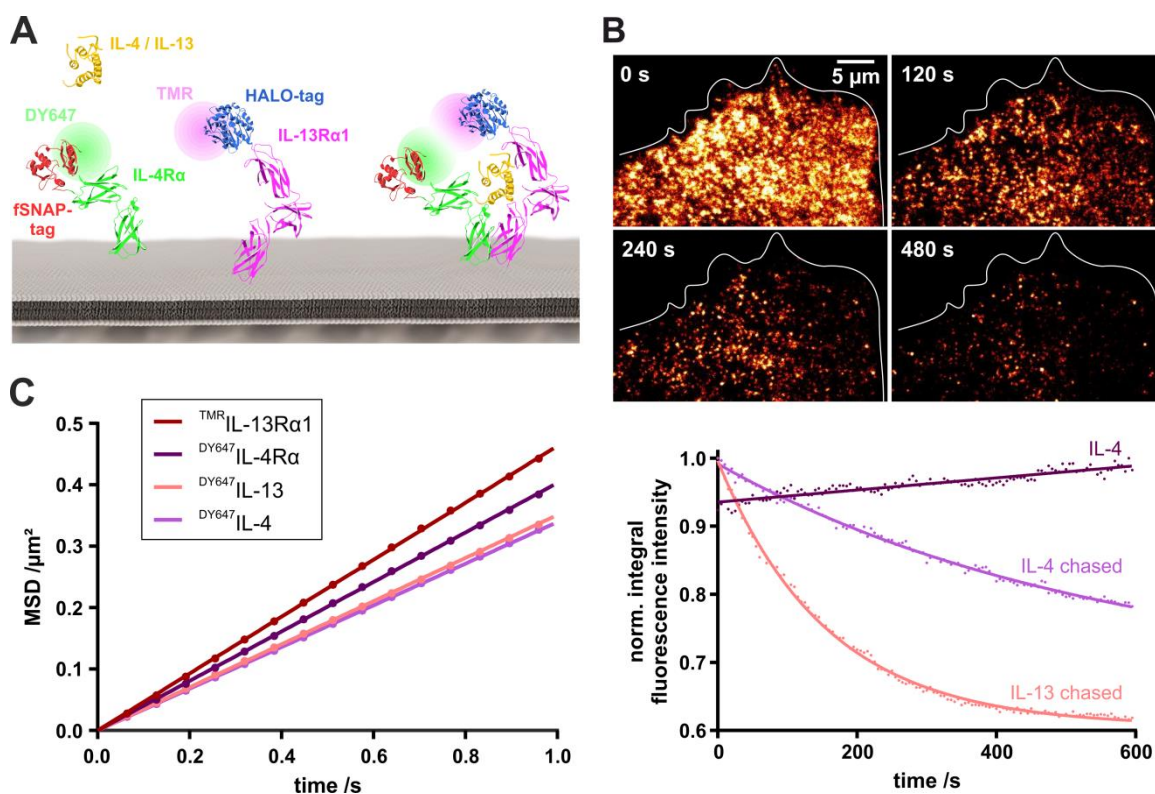 A
IL-4 / IL-13
TMR
HALO-tag
DY647
IL-13Rα1
IL-4Rα
fSNAP-
tag
B
0 s
5 µm
120 s
240 s
480 s
C
TMRIL-13Rα1
DY647IL-4Rα
DY647IL-13
DY647IL-4
MSD /µm²
0.5
0.4
0.3
0.2
0.1
0.0
0.0 0.2 0.4 0.6 0.8 1.0
time /s
norm. integral
fluorescence intensity
1.0
0.9
0.8
0.7
0.6
IL-4
IL-4 chased
IL-13 chased
0 200 400 600
time /s